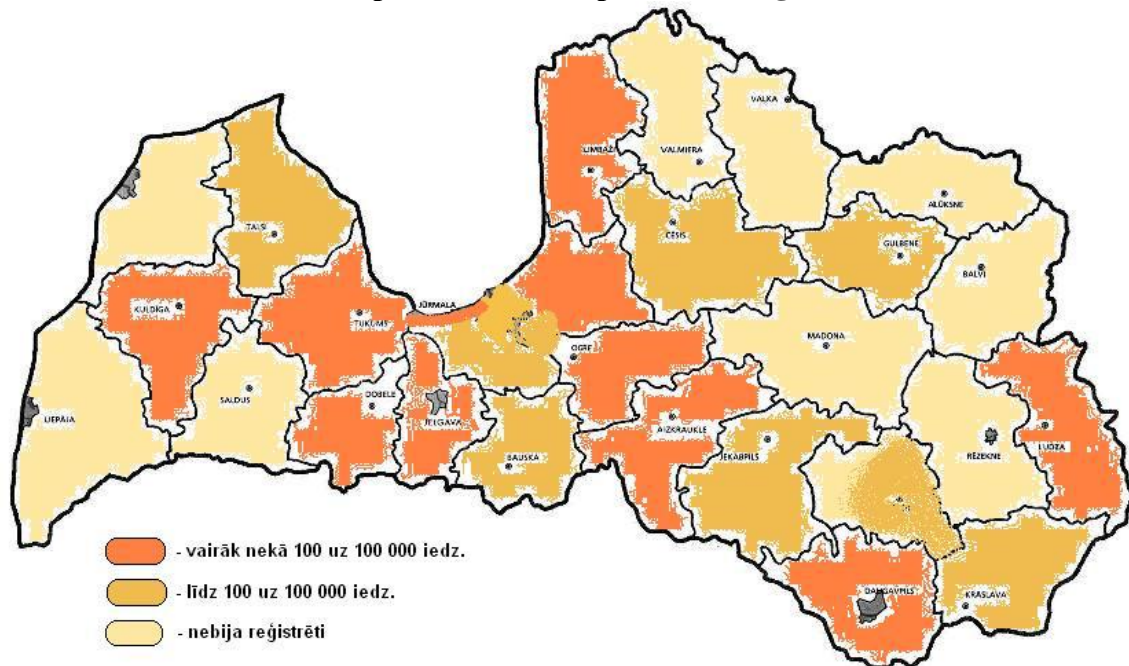 VALKA
LIMBAŽI
VALMIERA
ALŪKSNE
TALSI
CĒSIS
GULBENE
BALVI
JŪRMALA
KULDĪGA
TUKUMS
OGRE
MADONA
SALDUS
DOBELE
JELGAVA
LIEPĀJA
AIZKRAUKLE
JĒKABPILS
RĒZEKNE
LUDZA
BAUSKA
DAUGAVPILS
KRĀSLAVA
- vairāk nekā 100 uz 100 000 iedz.
- līdz 100 uz 100 000 iedz.
- nebija reģistrēti